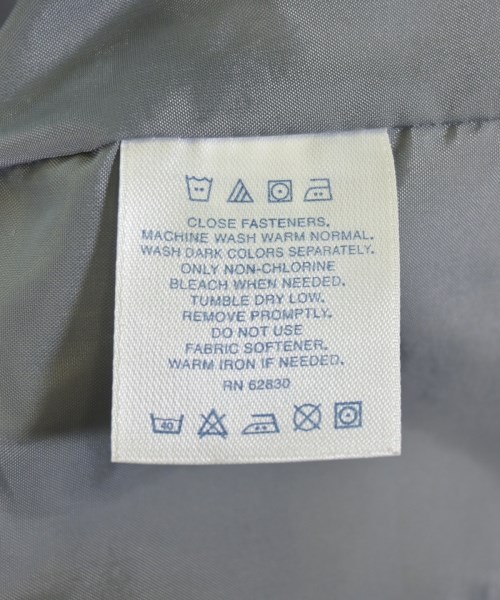 CLOSE FASTENERS.
MACHINE WASH WARM NORMAL.
WASH DARK COLORS SEPARATELY.
ONLY NON-CHLORINE
BLEACH WHEN NEEDED.
TUMBLE DRY LOW.
REMOVE PROMPTLY.
DO NOT USE
FABRIC SOFTENER.
WARM IRON IF NEEDED.
RN 62830
40